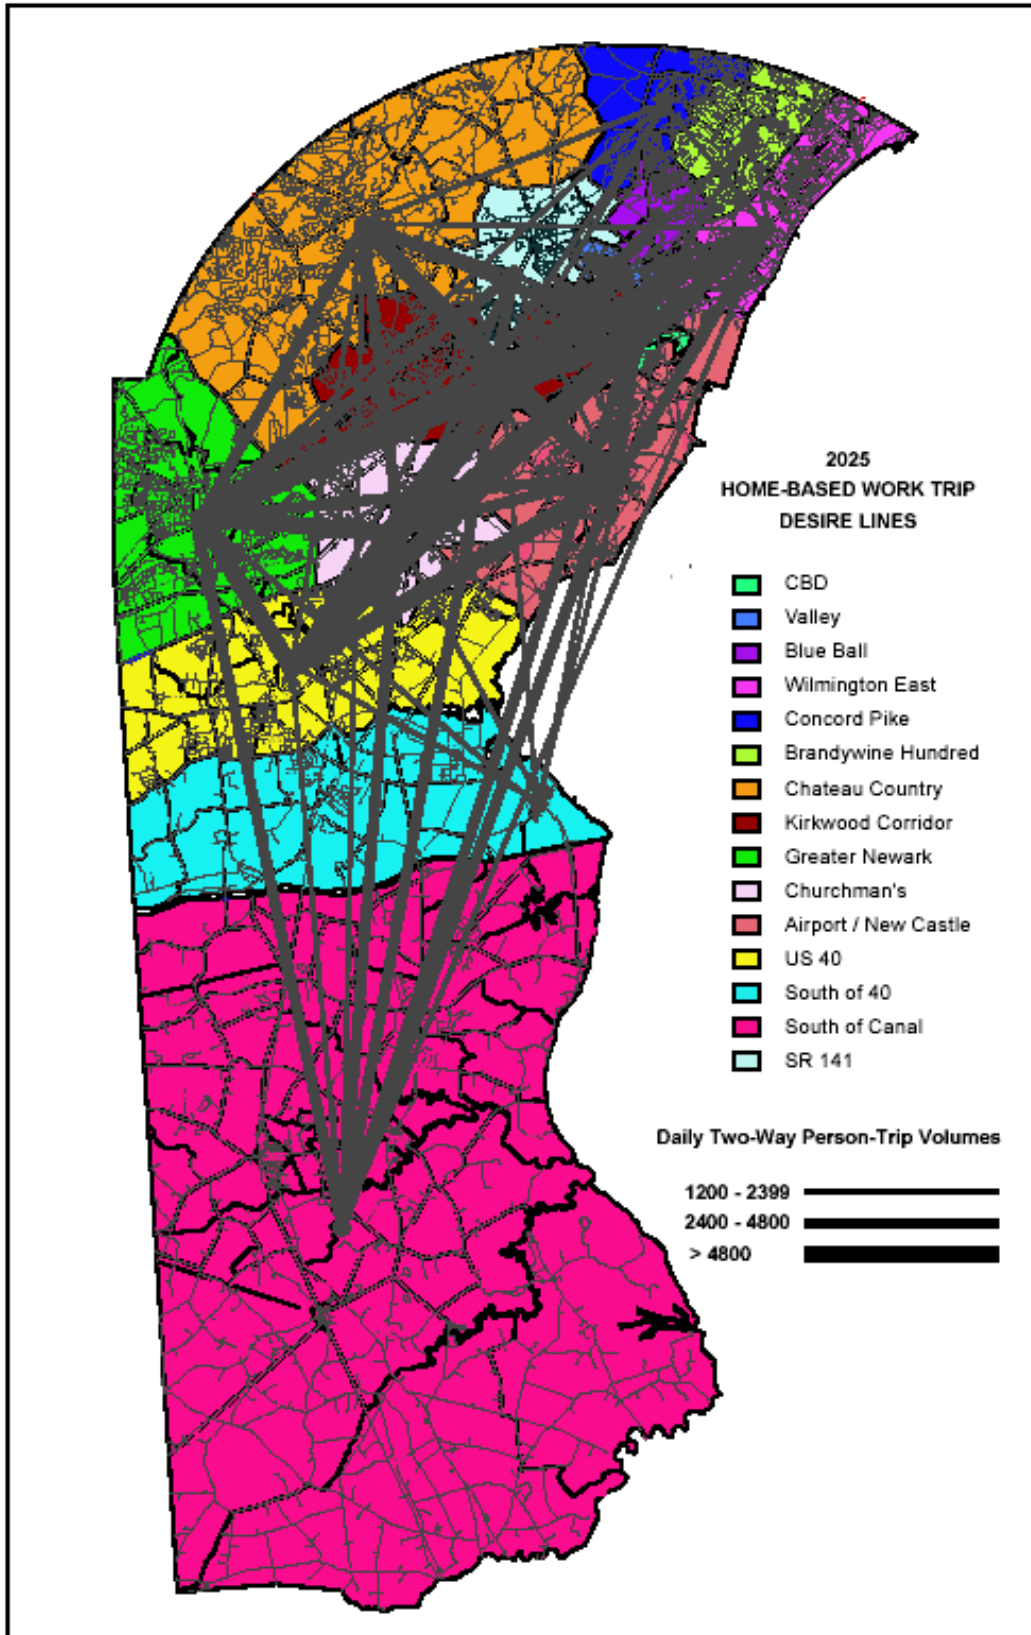 2025
HOME-BASED WORK TRIP
DESIRE LINES
CBD
Valley
Blue Ball
Wilmington East
Concord Pike
Brandywine Hundred
Chateau Country
Kirkwood Corridor
Greater Newark
Churchman's
Airport / New Castle
US 40
South of 40
South of Canal
SR 141
Daily Two-Way Person-Trip Volumes
1200 - 2399
2400 - 4800
> 4800